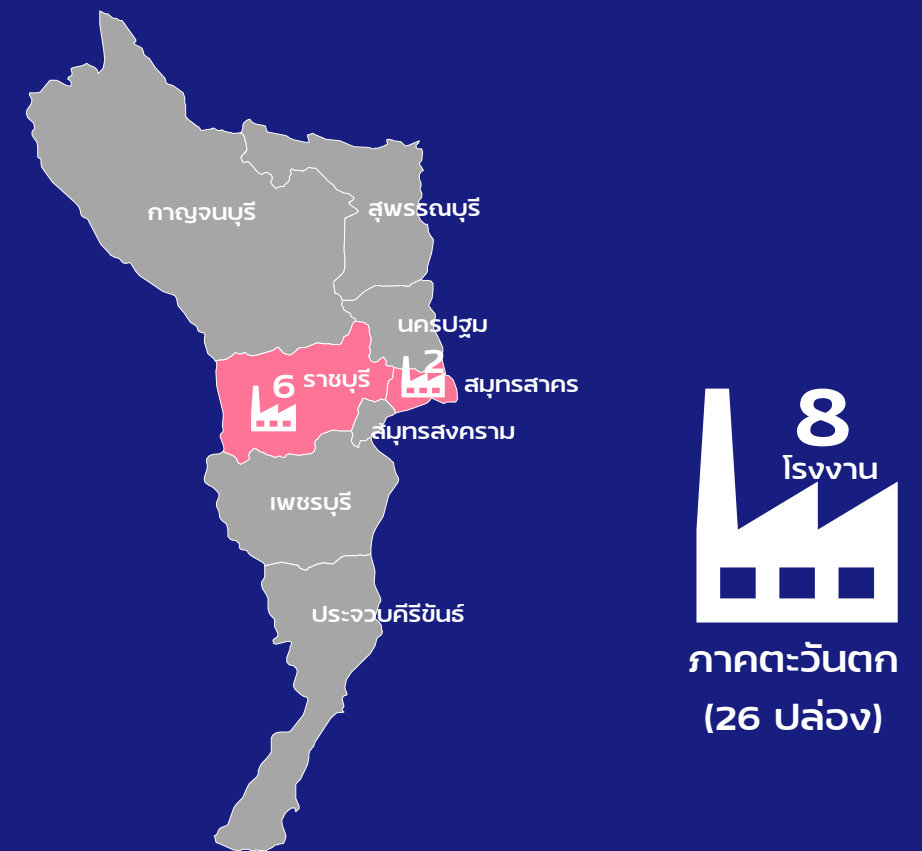 กาญจนบุรี
สุพรรณบุรี
นครปฐม
2
6 ราชบุรี
สมุทรสาคร
สมุทรสงคราม
เพชรบุรี
ประจวบคีรีขันธ์
8
โรงงาน
ภาคตะวันตก
(26 ปล่อง)